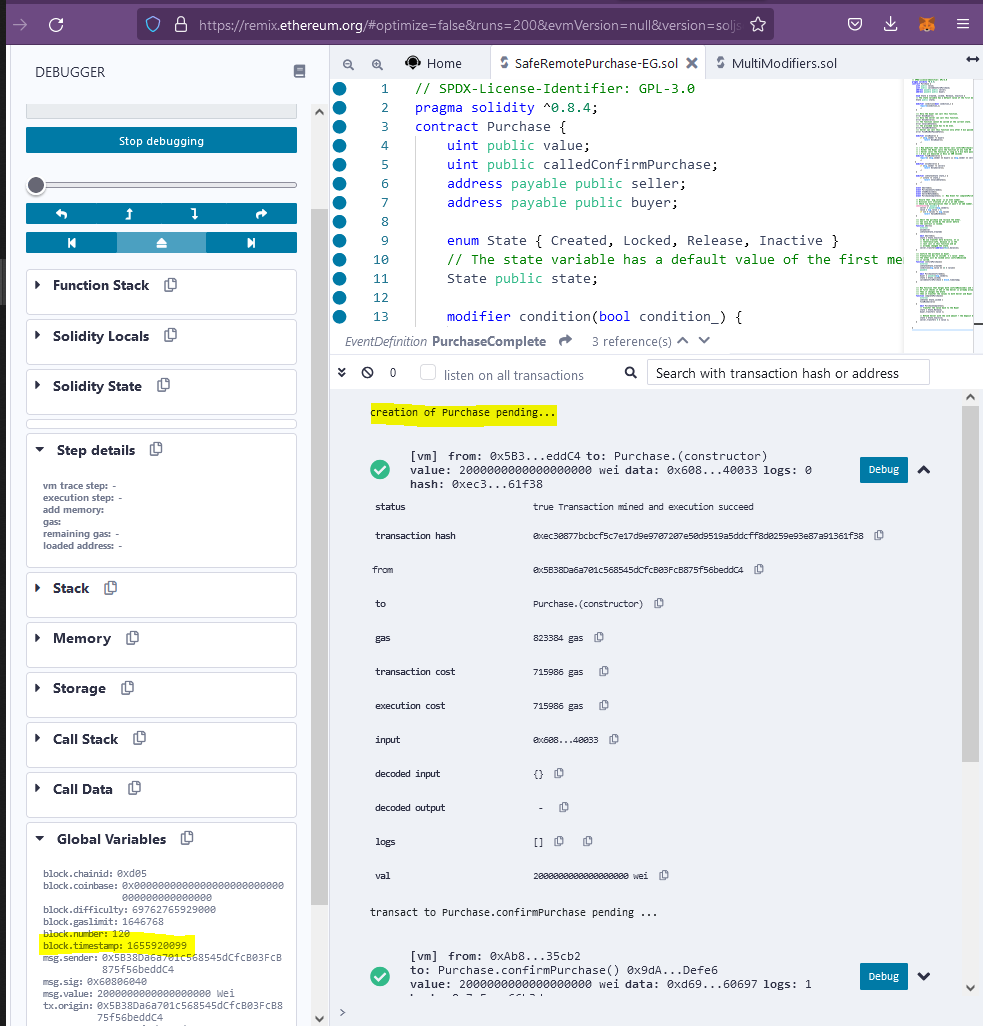 https://remix.ethereum.org/#optimize=false&runs=200&evmVersion=null&version=soljs
DEBUGGER
Stop debugging
Function Stack
Solidity Locals
Solidity State
Step details
vm trace step: -
execution step: -
add memory:
gas:
remaining gas: -
loaded address: -
Stack
Memory
Storage
Call Stack
Call Data
Global Variables
block.chainid: 0xd05
block.coinbase: 0x00000000000000000000000000
00000000000000
block.difficulty: 69762765929000
block.gaslimit: 1646768
block.number: 120
block.timestamp: 1655920099
msg.sender: 0x5B38Da6a701c568545dCfcB03FcB
875f56beddC4
msg.sig: 0x60806040
msg.value: 2000000000000000000 Wei
tx.origin: 0x5B38Da6a701c568545dCfcB03FcB8
75f56beddC4
Home
SafeRemotePurchase-EG.sol
MultiModifiers.sol
1 // SPDX-License-Identifier: GPL-3.0
2 pragma solidity ^0.8.4;
3 contract Purchase {
4 uint public value;
5 uint public calledConfirmPurchase;
6 address payable public seller;
7 address payable public buyer;
8
9 enum State { Created, Locked, Release, Inactive }
10 // The state variable has a default value of the first me
11 State public state;
12
13 modifier condition(bool condition_) {
EventDefinition PurchaseComplete 3 reference(s)
0 listen on all transactions Search with transaction hash or address
creation of Purchase pending...
[vm] from: 0x5B3...eddC4 to: Purchase.(constructor)
value: 2000000000000000000 wei data: 0x608...40033 logs: 0
hash: 0xec3...61f38
Debug
status true Transaction mined and execution succeed
transaction hash 0xec30877bcbcf5c7e17d9e9707207e50d9519a5ddcff8d0259e93e87a91361f38
from 0x5B38Da6a701c568545dCfcB03FcB875f56beddC4
to Purchase.(constructor)
gas 823384 gas
transaction cost 715986 gas
execution cost 715986 gas
input 0x608...40033
decoded input {}
decoded output -
logs []
val 2000000000000000000 wei
transact to Purchase.confirmPurchase pending ...
[vm] from: 0xAb8...35cb2
to: Purchase.confirmPurchase() 0x9dA...Defe6
value: 2000000000000000000 wei data: 0xd69...60697 logs: 1
Debug
>